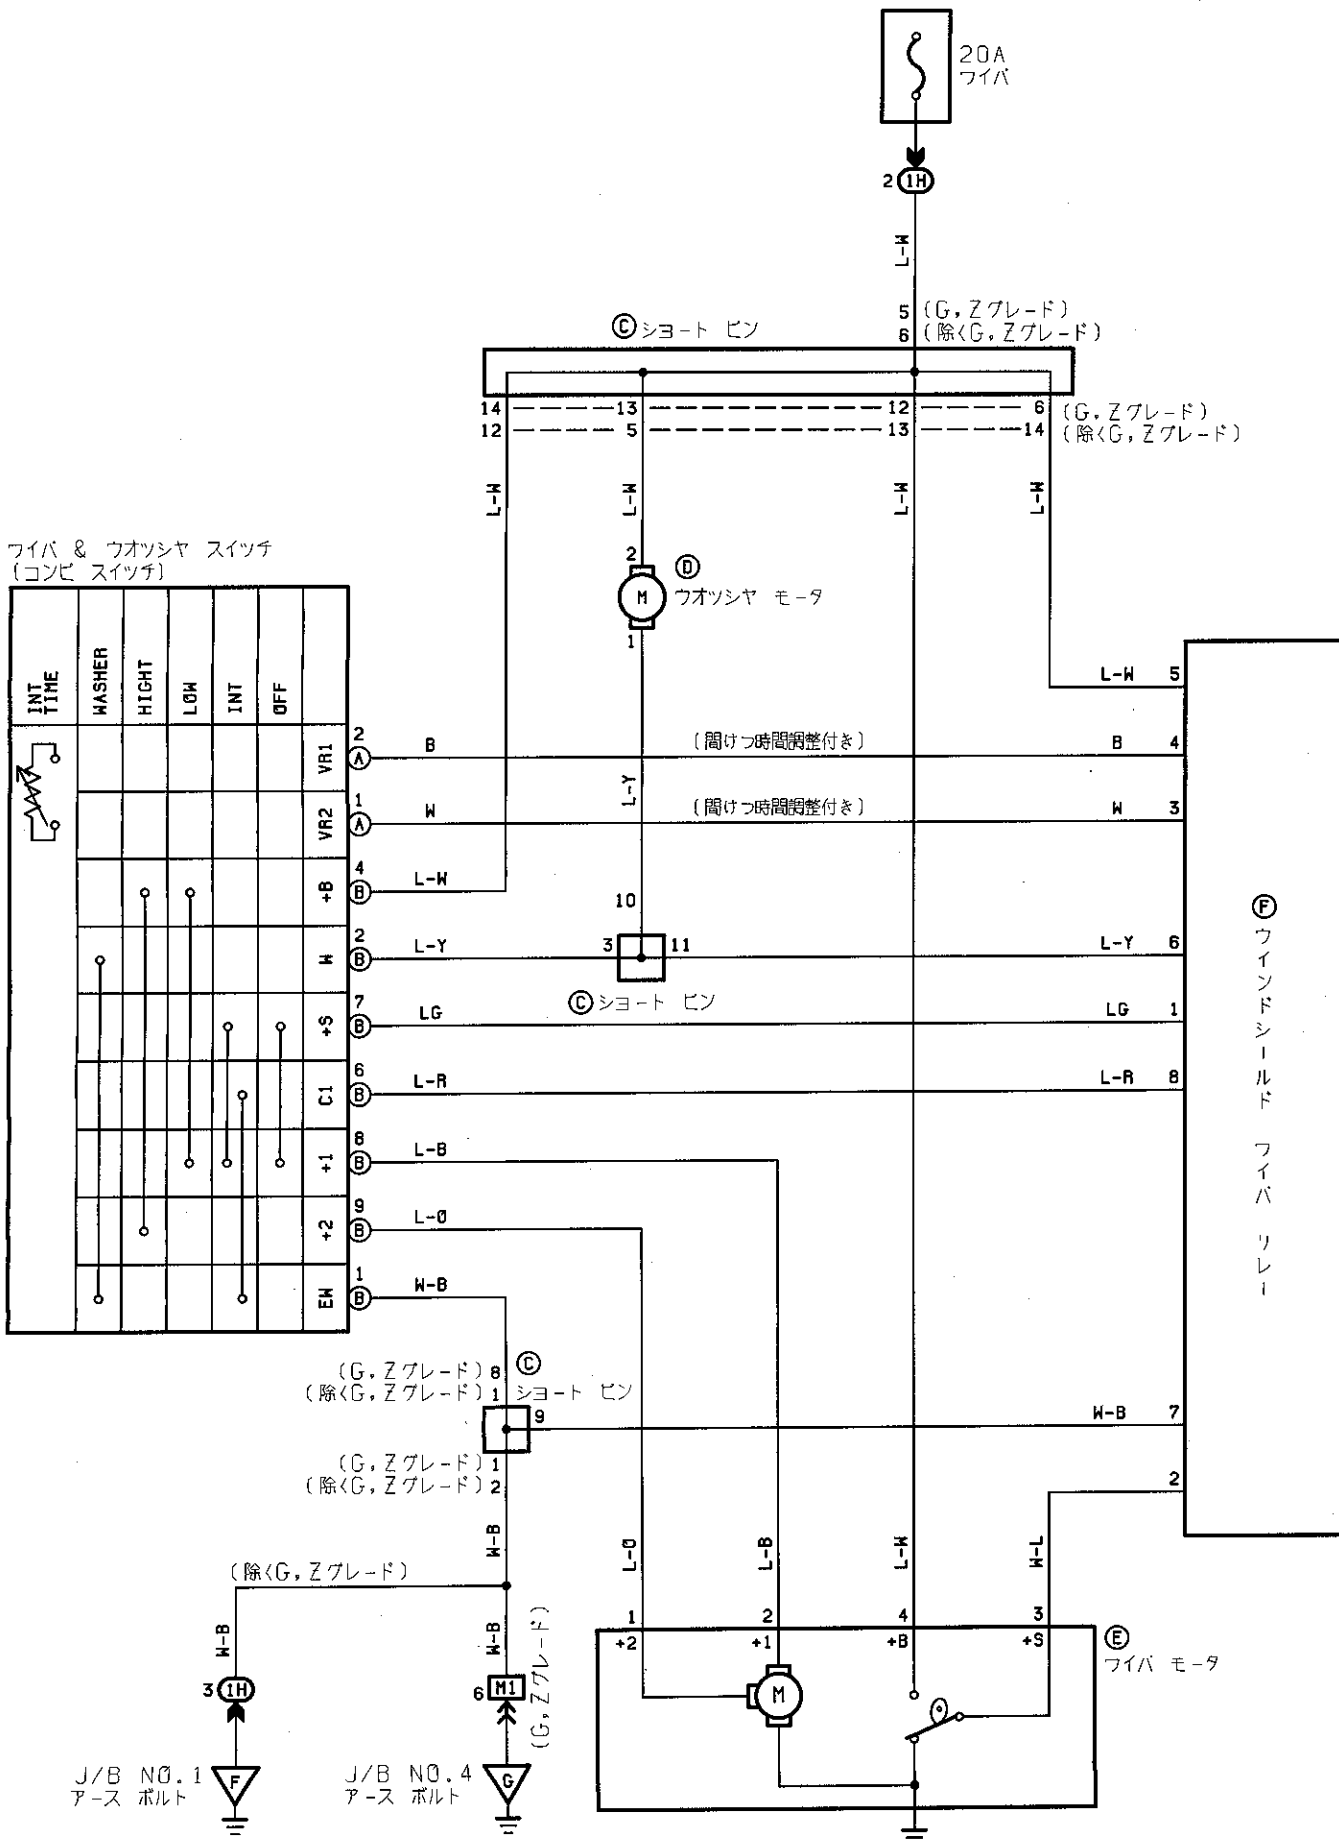 20A
ワイパ
2 1H
L-W
5 (G,Zグレード)
Ⓒ ショート ピン
6 (除くG,Zグレード)
14 13 12 6 (G,Zグレード)
12 5 13 14 (除くG,Zグレード)
L-W L-W L-W L-W
ワイパ & ウオツシヤ スイツチ
(コンビ スイツチ)
2 Ⓓ
M ウオツシヤ モータ
1
INT TIME
WASHER
HIGHT
LOW
INT
OFF
L-W 5
VR1 2 A B (間けつ時間調整付き) B 4
L-Y
VR2 1 A W (間けつ時間調整付き) W 3
+B 4 B L-W
10
W 2 B L-Y 3 11 L-Y 6
Ⓒ ショート ピン
+S 7 B LG LG 1
C1 6 B L-R L-R 8
+1 8 B L-B
+2 9 B L-O
EW 1 B W-B
Ⓕ
ウインドシールド ワイパ リレー
(G,Zグレード) 8 Ⓒ
(除くG,Zグレード) 1 ショート ピン
9 W-B 7
(G,Zグレード) 1
(除くG,Zグレード) 2
2
W-B L-O L-B L-W W-L
(除くG,Zグレード)
W-B W-B (G,Zグレード)
1 2 4 3
+2 +1 +B +S Ⓔ
ワイパ モータ
3 1H 6 M1 M
J/B NO.1 F J/B NO.4 G
アース ボルト アース ボルト